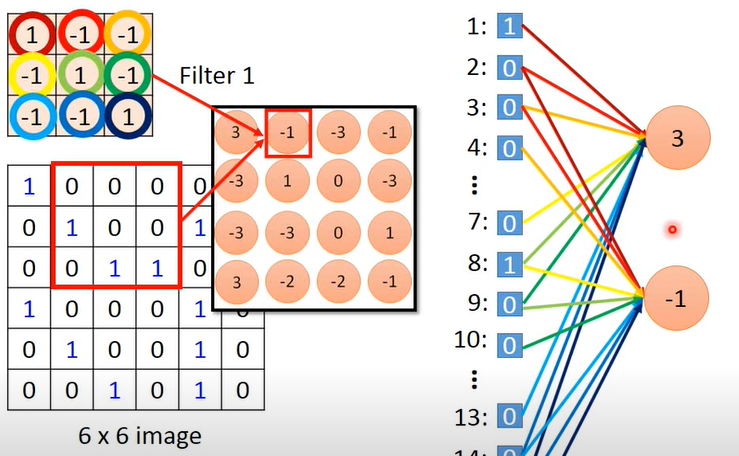 1 -1 -1
-1 1 -1
-1 -1 1
Filter 1
3 -1 -3 -1
-3 1 0 -3
-3 -3 0 1
3 -2 -2 -1
1 0 0 0 0
0 1 0 0 1
0 0 1 1 0
1 0 0 0 1 0
0 1 0 0 1 0
0 0 1 0 1 0
6 x 6 image
1: 1
2: 0
3: 0
4: 0
⋮
7: 0
8: 1
9: 0
10: 0
⋮
13: 0
14: 0
3
-1